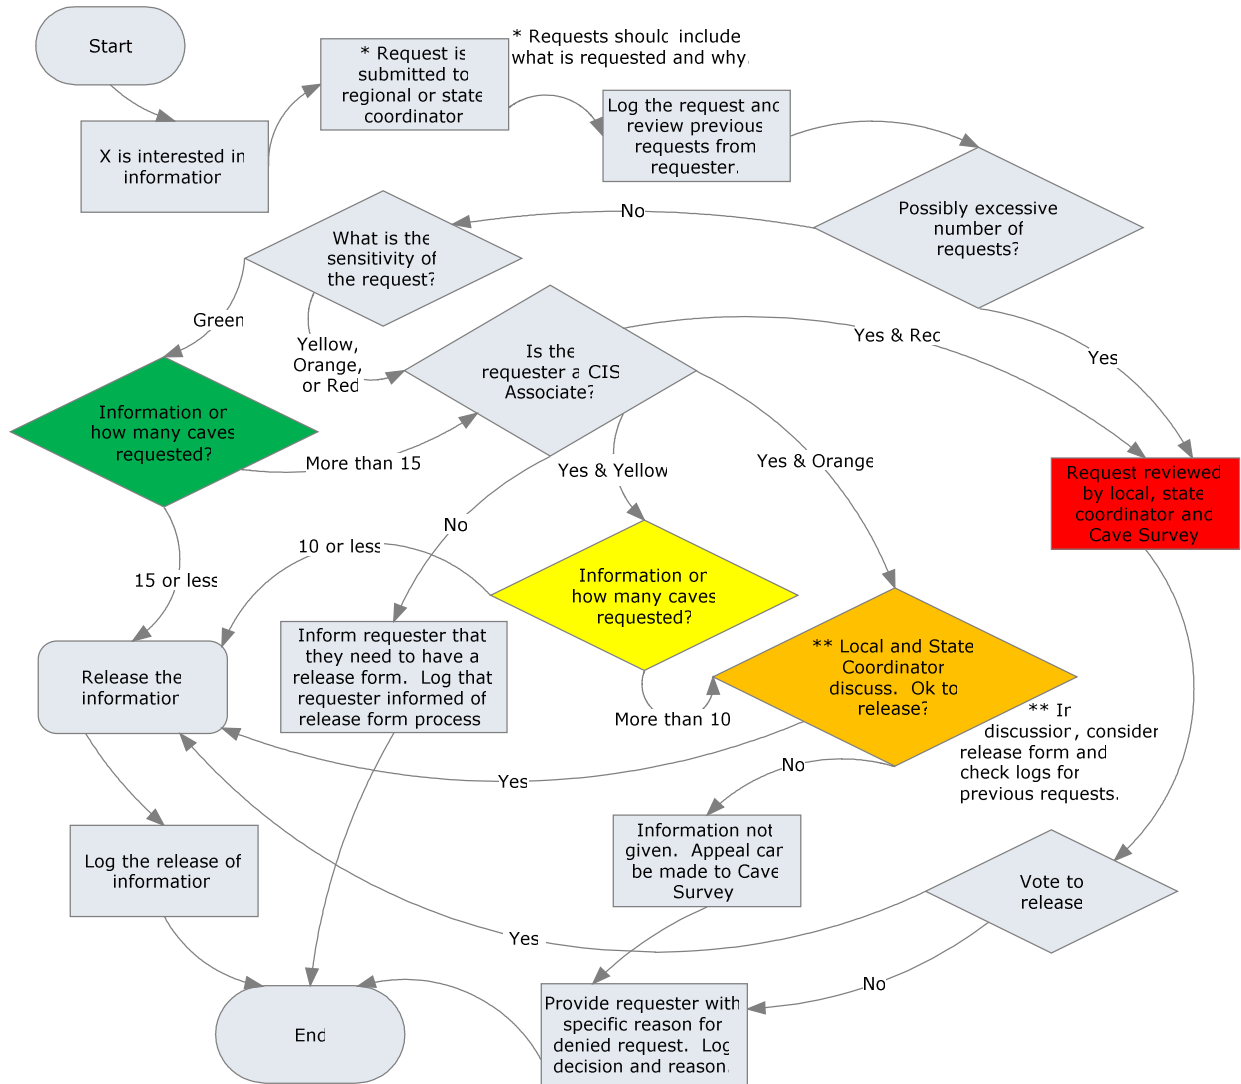 Start
* Request is
submitted to
regional or state
coordinator
* Requests should include
what is requested and why.
X is interested in
information
Log the request and
review previous
requests from
requester.
Possibly excessive
number of
requests?
No
What is the
sensitivity of
the request?
Green
Yellow,
Orange,
or Red
Is the
requester a CIS
Associate?
Yes & Red
Yes
Information on
how many caves
requested?
More than 15
Yes & Yellow
Yes & Orange
Request reviewed
by local, state
coordinator and
Cave Survey
No
10 or less
15 or less
Information on
how many caves
requested?
Inform requester that
they need to have a
release form.  Log that
requester informed of
release form process
Release the
information
** Local and State
Coordinator
discuss.  Ok to
release?
More than 10
** In
discussion, consider
release form and
check logs for
previous requests.
Yes
No
Log the release of
information
Information not
given.  Appeal can
be made to Cave
Survey
Vote to
release
Yes
No
End
Provide requester with
specific reason for
denied request.  Log
decision and reason.